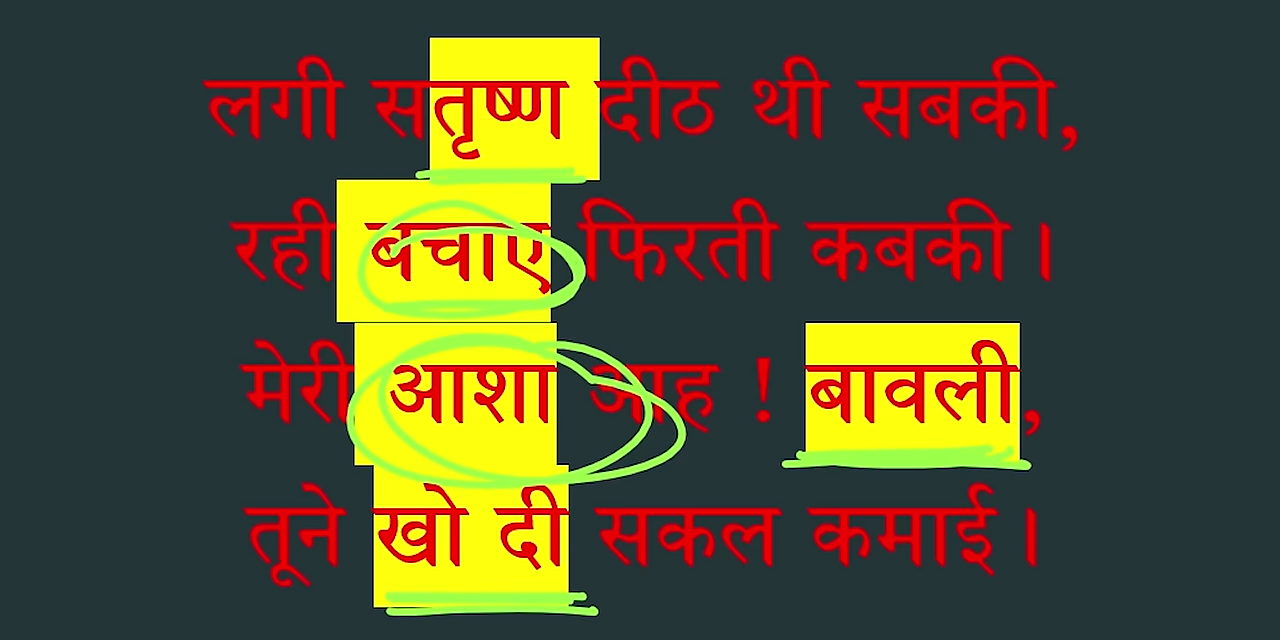 लगी सतृष्ण दीठ थी सबकी,
रही बचाए फिरती कबकी।
मेरी आशा आह ! बावली,
तूने खो दी सकल कमाई।